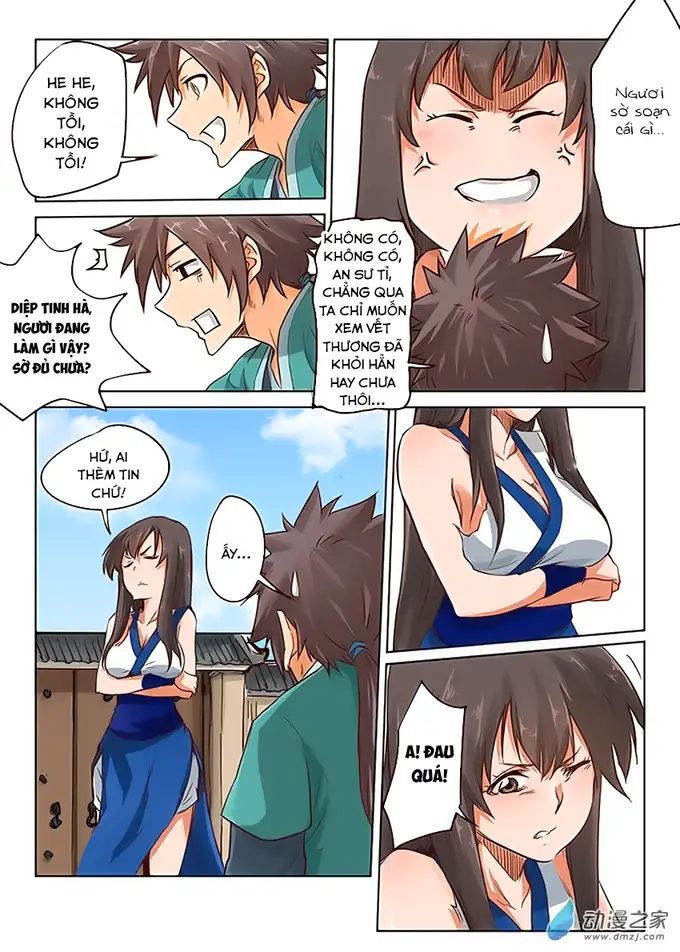 HE HE,
KHÔNG
TỒI,
KHÔNG
TỒI!
Ngươi
sờ soạn
cái gì...
DIỆP TINH HÀ,
NGƯỜI ĐANG
LÀM GÌ VẬY?
SỜ ĐỦ CHƯA?
KHÔNG CÓ,
KHÔNG CÓ,
AN SƯ TỈ,
CHẲNG QUA
TA CHỈ MUỐN
XEM VẾT
THƯƠNG ĐÃ
KHỎI HẲN
HAY CHƯA
THÔI...
HỨ, AI
THÈM TIN
CHỨ!
ẤY...
A! ĐAU
QUÁ!
动漫之家
www.dmzj.com